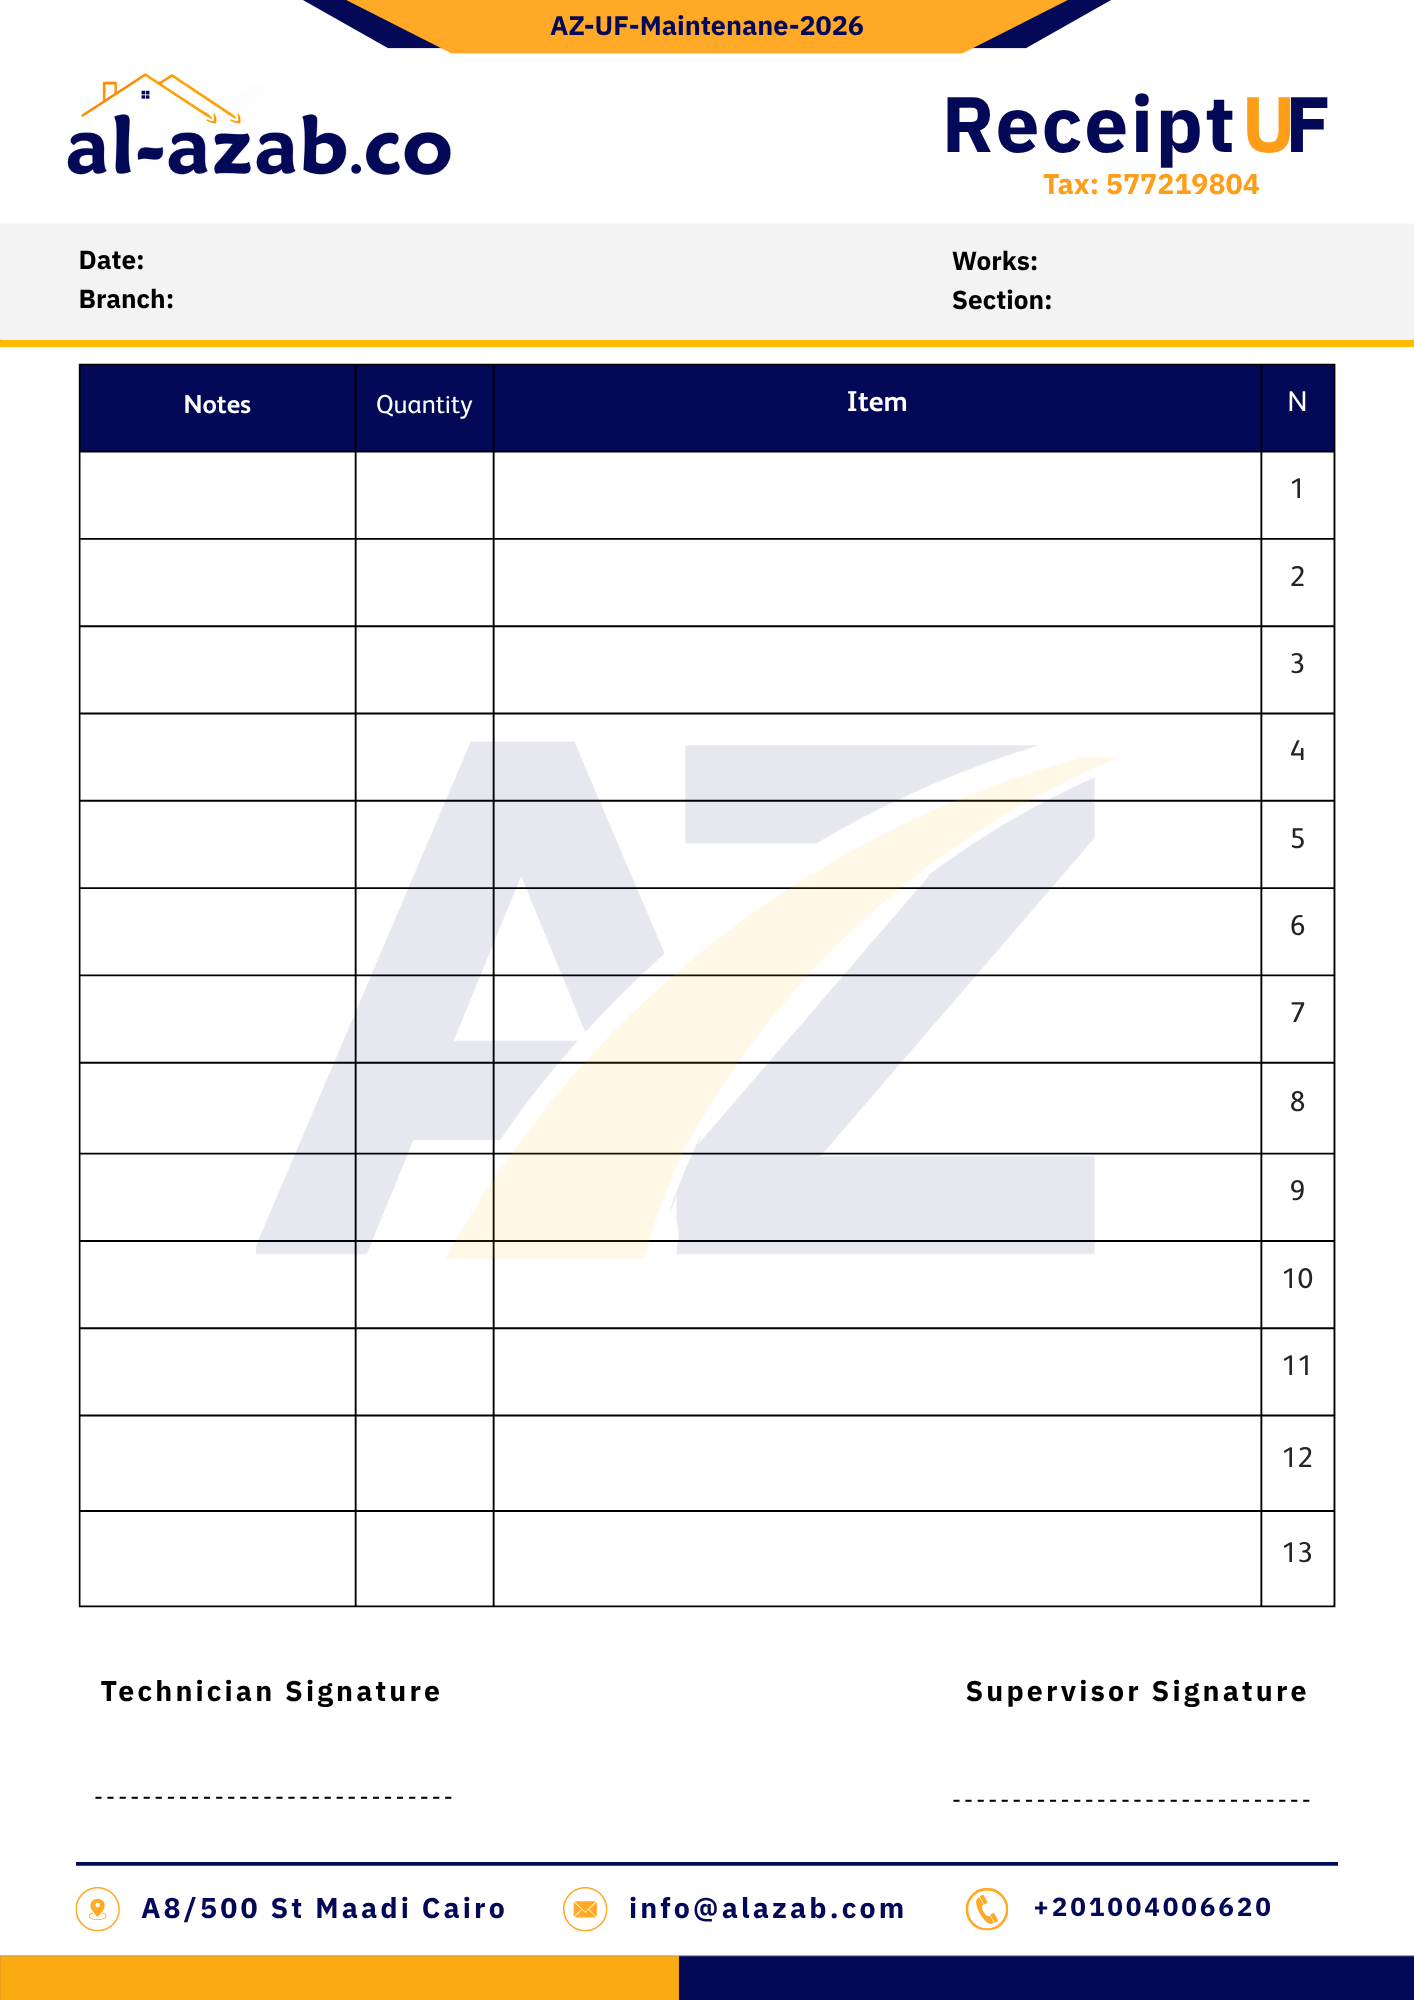 AZ-UF-Maintenane-2026
al-azab.co
Receipt UF
Tax: 577219804
Date:
Works:
Branch:
Section:
Notes Quantity Item N
1
2
3
4
5
6
7
8
9
10
11
12
13
AZ
Technician Signature
Supervisor Signature
------------------------------
------------------------------
A8/500 St Maadi Cairo
info@alazab.com
+201004006620